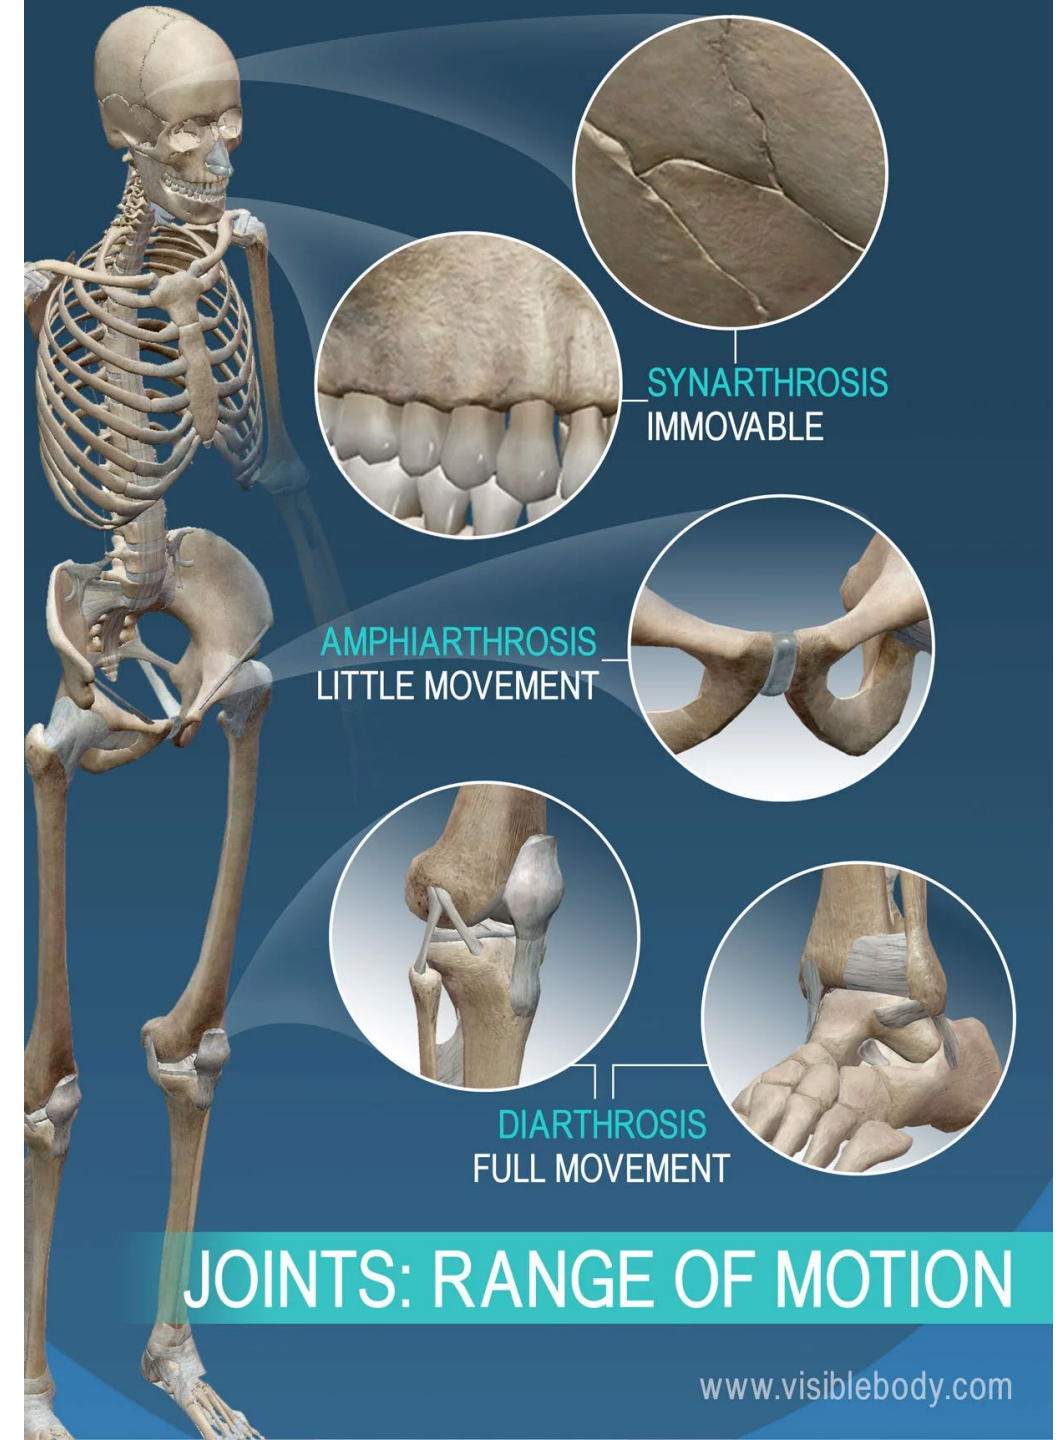 SYNARTHROSIS
IMMOVABLE
AMPHIARTHROSIS
LITTLE MOVEMENT
DIARTHROSIS
FULL MOVEMENT
JOINTS: RANGE OF MOTION
www.visiblebody.com